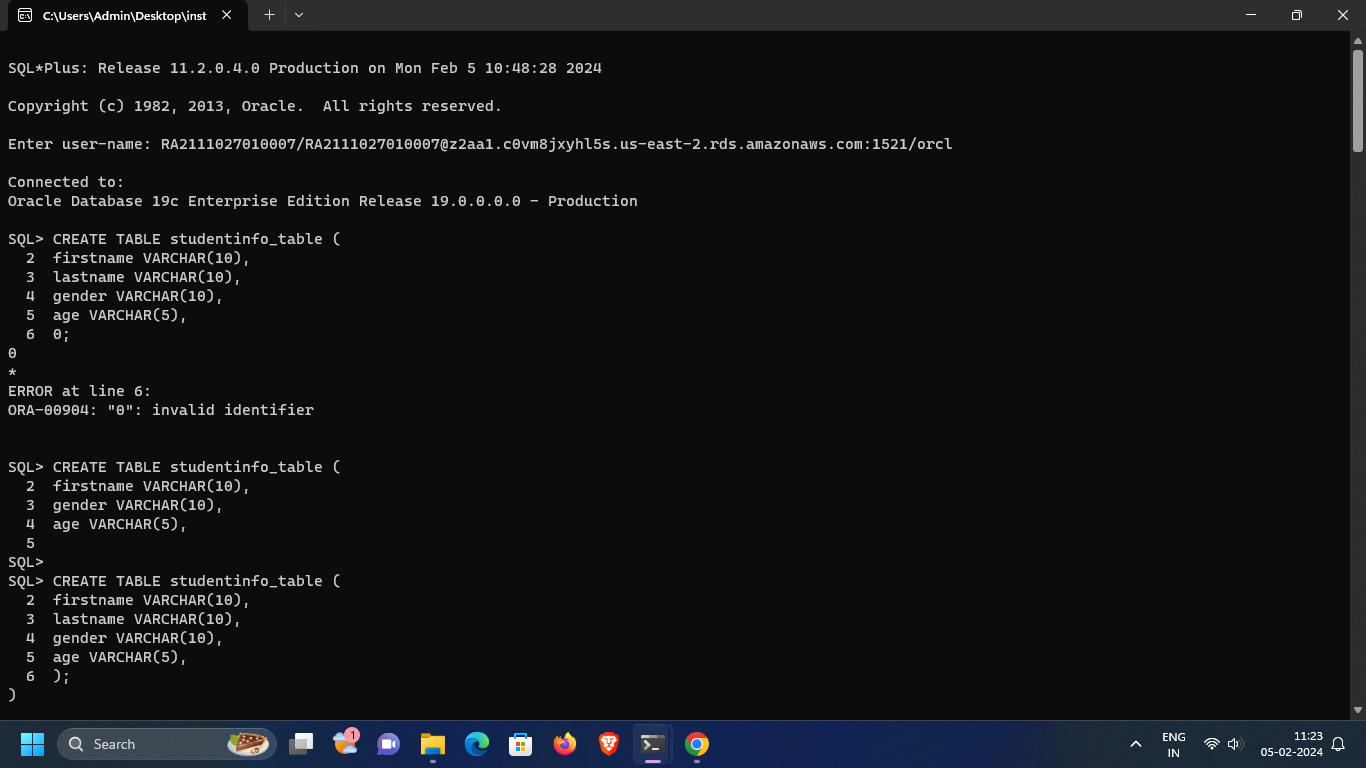 C:\Users\Admin\Desktop\inst
SQL*Plus: Release 11.2.0.4.0 Production on Mon Feb 5 10:48:28 2024
Copyright (c) 1982, 2013, Oracle.  All rights reserved.
Enter user-name: RA2111027010007/RA2111027010007@z2aa1.c0vm8jxyhl5s.us-east-2.rds.amazonaws.com:1521/orcl
Connected to:
Oracle Database 19c Enterprise Edition Release 19.0.0.0.0 - Production
SQL> CREATE TABLE studentinfo_table (
  2  firstname VARCHAR(10),
  3  lastname VARCHAR(10),
  4  gender VARCHAR(10),
  5  age VARCHAR(5),
  6  0;
0
*
ERROR at line 6:
ORA-00904: "0": invalid identifier
SQL> CREATE TABLE studentinfo_table (
  2  firstname VARCHAR(10),
  3  gender VARCHAR(10),
  4  age VARCHAR(5),
  5
SQL>
SQL> CREATE TABLE studentinfo_table (
  2  firstname VARCHAR(10),
  3  lastname VARCHAR(10),
  4  gender VARCHAR(10),
  5  age VARCHAR(5),
  6  );
)
Search
1
ENG
IN
11:23
05-02-2024